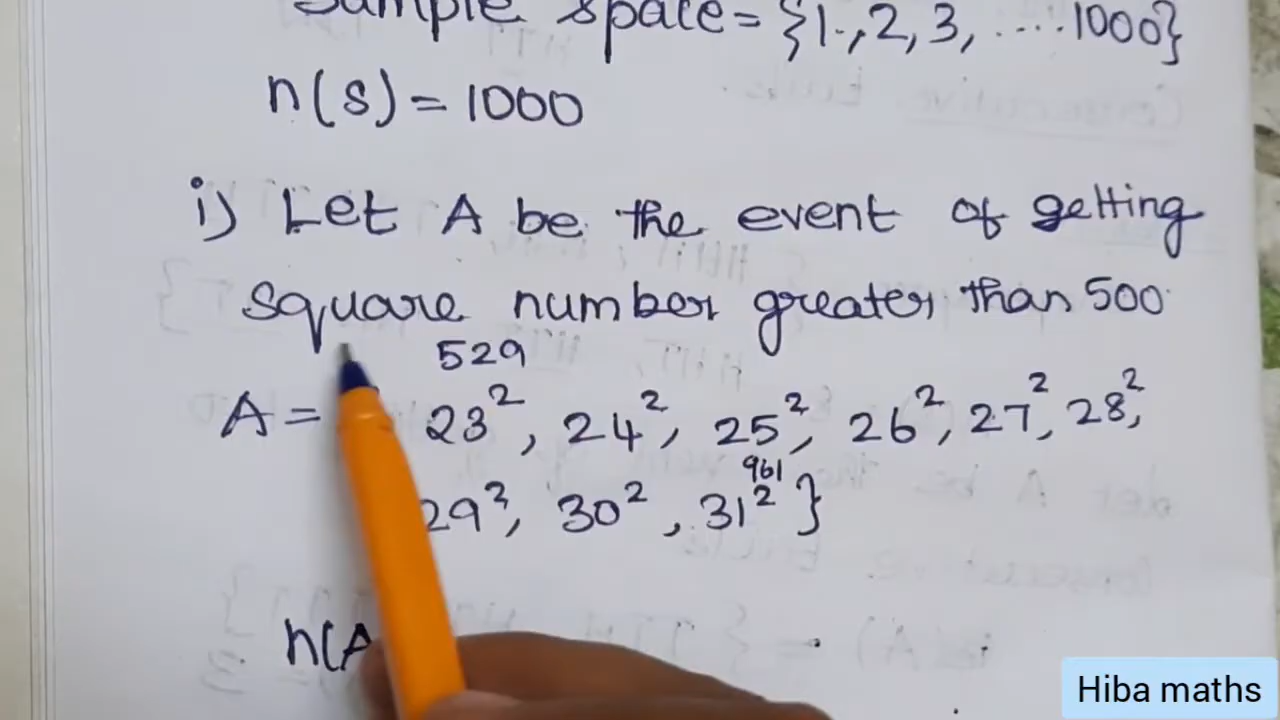 Sample space = {1, 2, 3, ....1000}
n(s) = 1000
i) Let A be the event of getting
square number greater than 500
529
A = 23², 24², 25², 26², 27², 28²,
961
29², 30², 31² }
n(A
Hiba maths